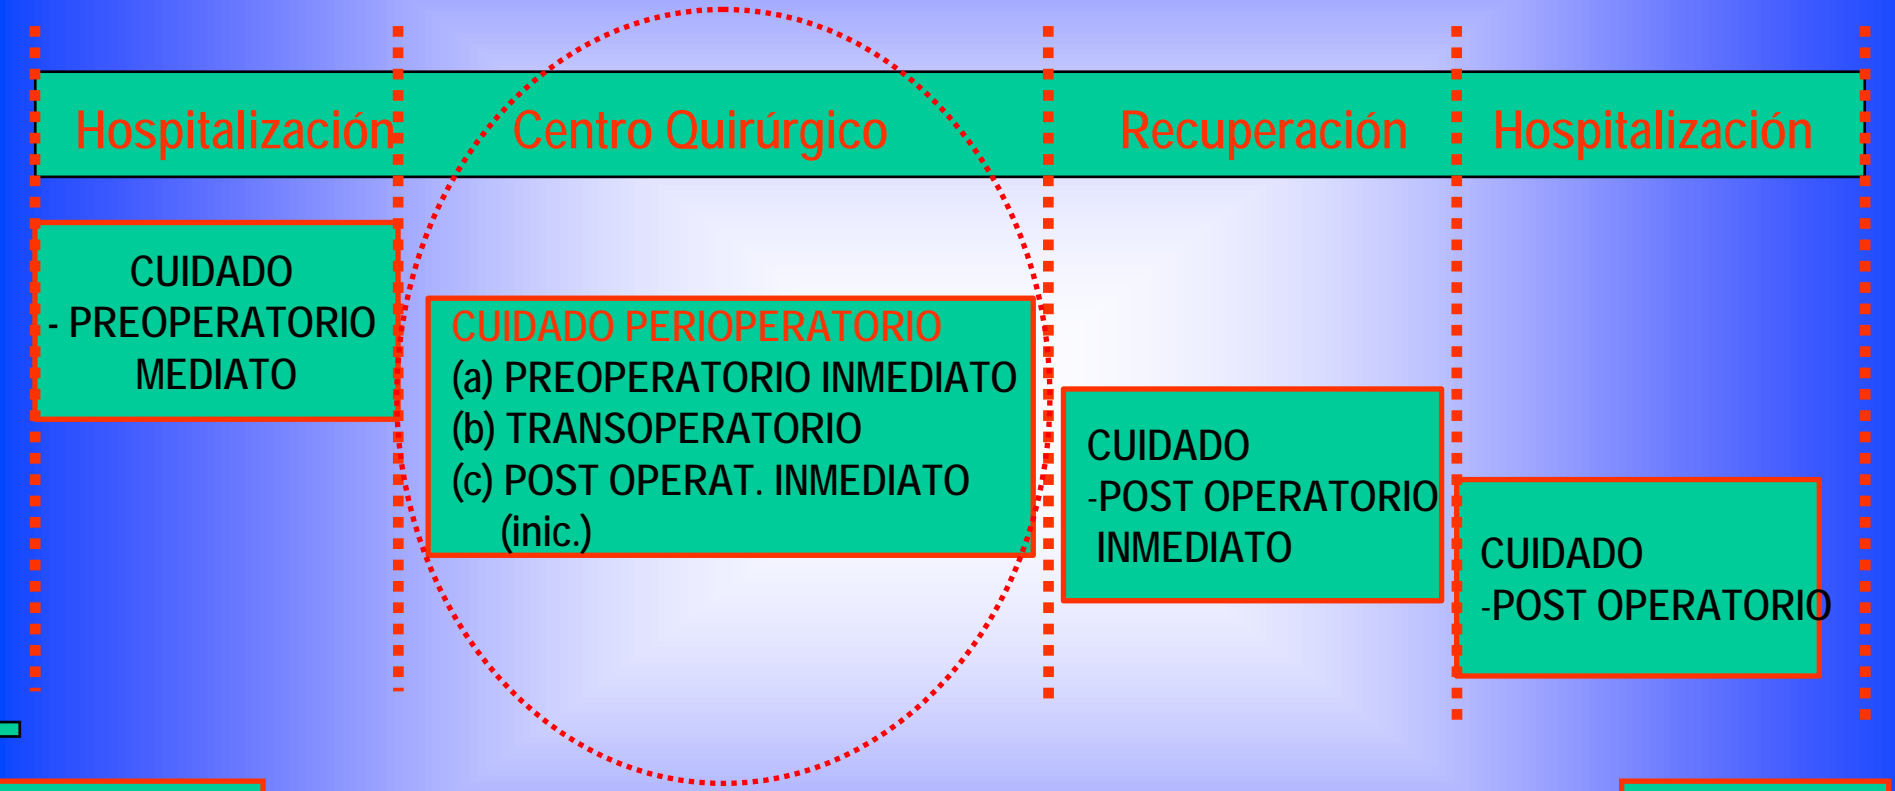 Hospitalización Centro Quirúrgico Recuperación Hospitalización
CUIDADO
- PREOPERATORIO
MEDIATO
CUIDADO PERIOPERATORIO
(a) PREOPERATORIO INMEDIATO
(b) TRANSOPERATORIO
(c) POST OPERAT. INMEDIATO
(inic.)
CUIDADO
-POST OPERATORIO
INMEDIATO
CUIDADO
-POST OPERATORIO